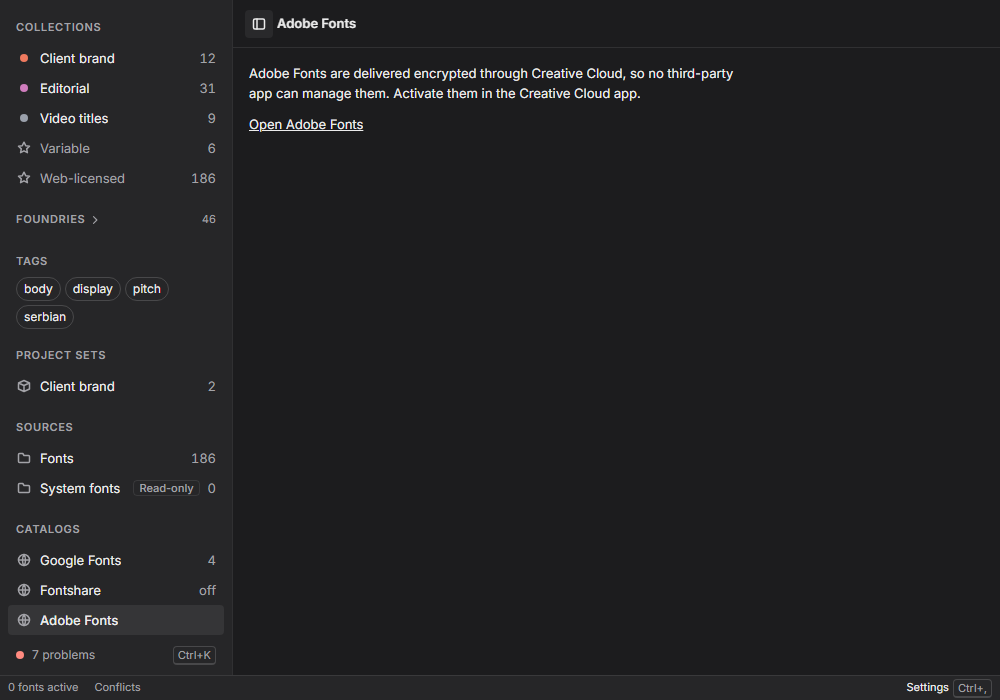 COLLECTIONS
Client brand 12
Editorial 31
Video titles 9
Variable 6
Web-licensed 186
FOUNDRIES 46
TAGS
body display pitch
serbian
PROJECT SETS
Client brand 2
SOURCES
Fonts 186
System fonts Read-only 0
CATALOGS
Google Fonts 4
Fontshare off
Adobe Fonts
7 problems Ctrl+K
Adobe Fonts
Adobe Fonts are delivered encrypted through Creative Cloud, so no third-party
app can manage them. Activate them in the Creative Cloud app.
Open Adobe Fonts
0 fonts active Conflicts Settings Ctrl+,